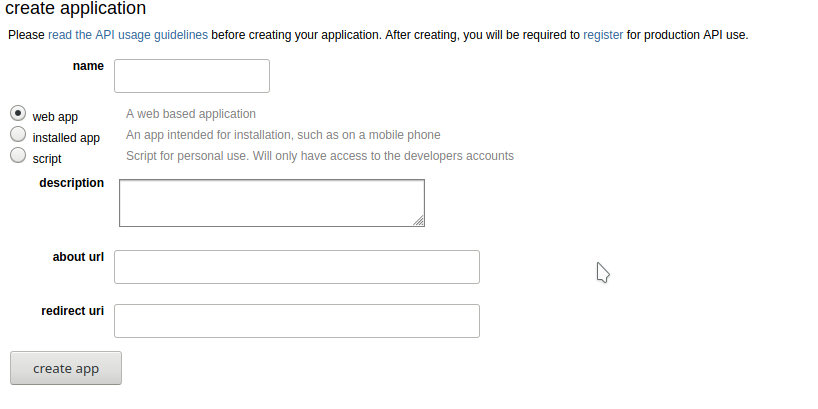 create application
Please read the API usage guidelines before creating your application. After creating, you will be required to register for production API use.
name
web app A web based application
installed app An app intended for installation, such as on a mobile phone
script Script for personal use. Will only have access to the developers accounts
description
about url
redirect uri
create app